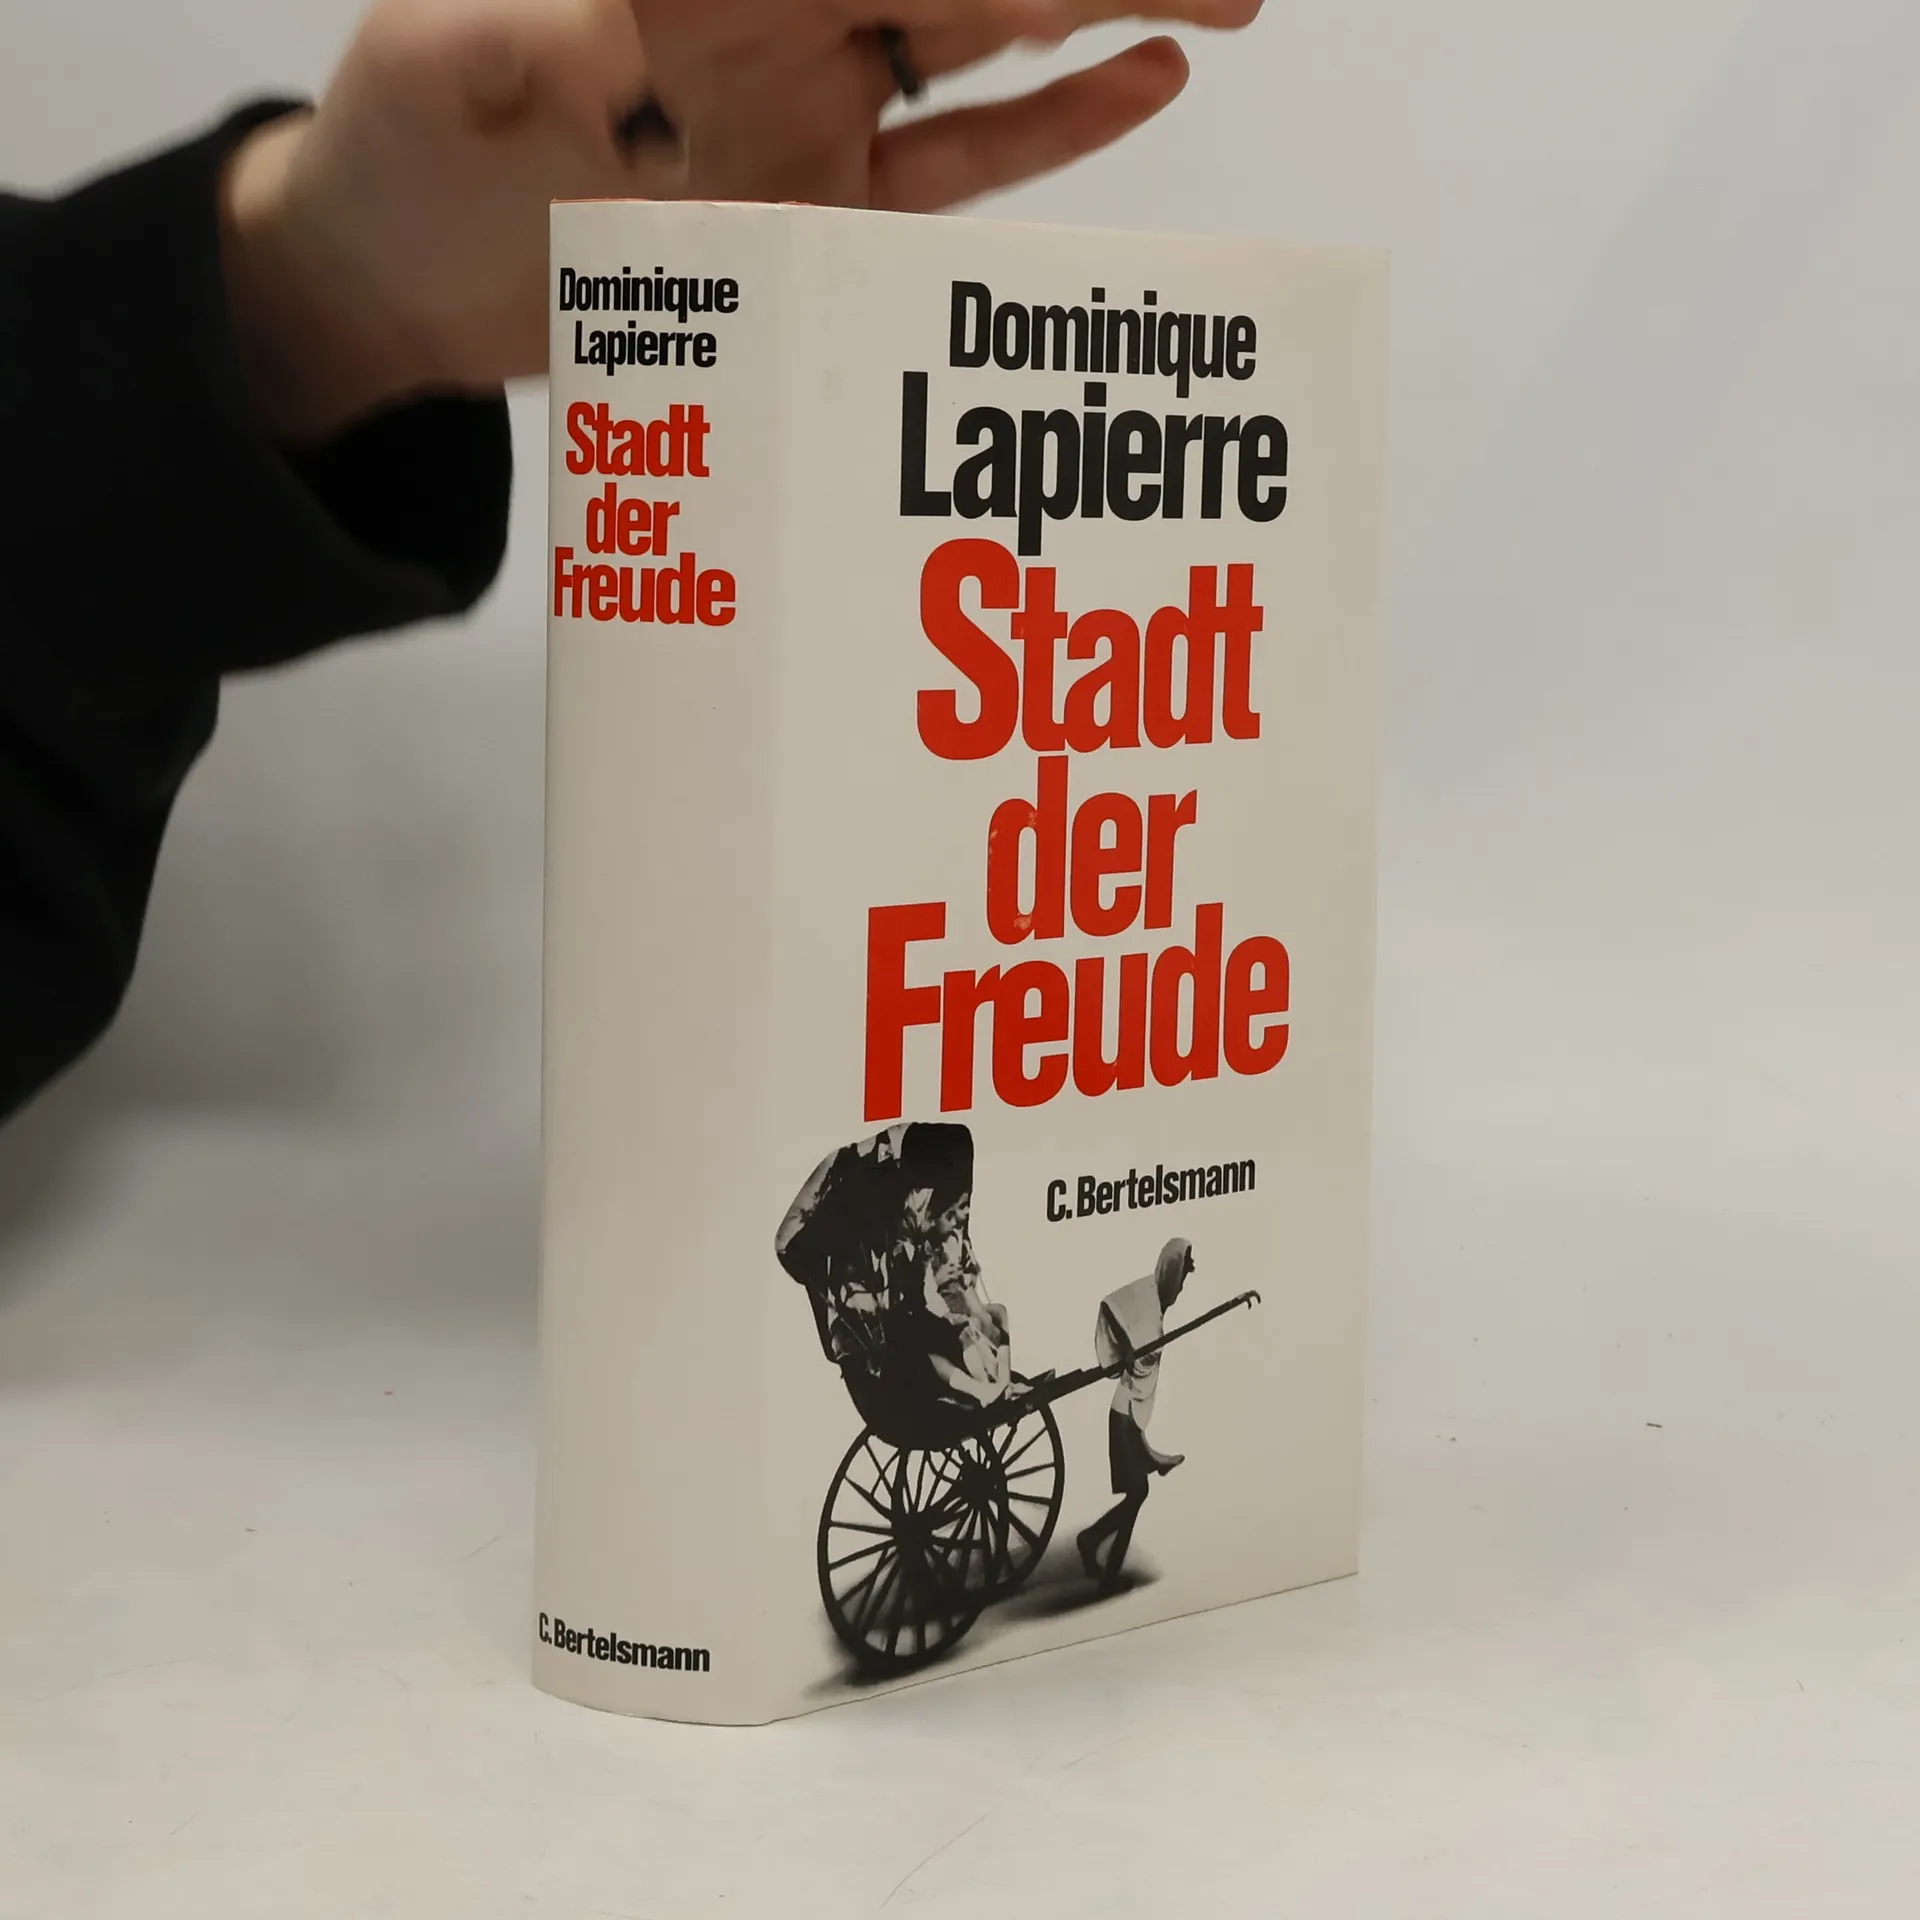 Dominique
Lapierre
Stadt
der
Freude
C. Bertelsmann
Dominique
Lapierre
Stadt
der
Freude
C. Bertelsmann